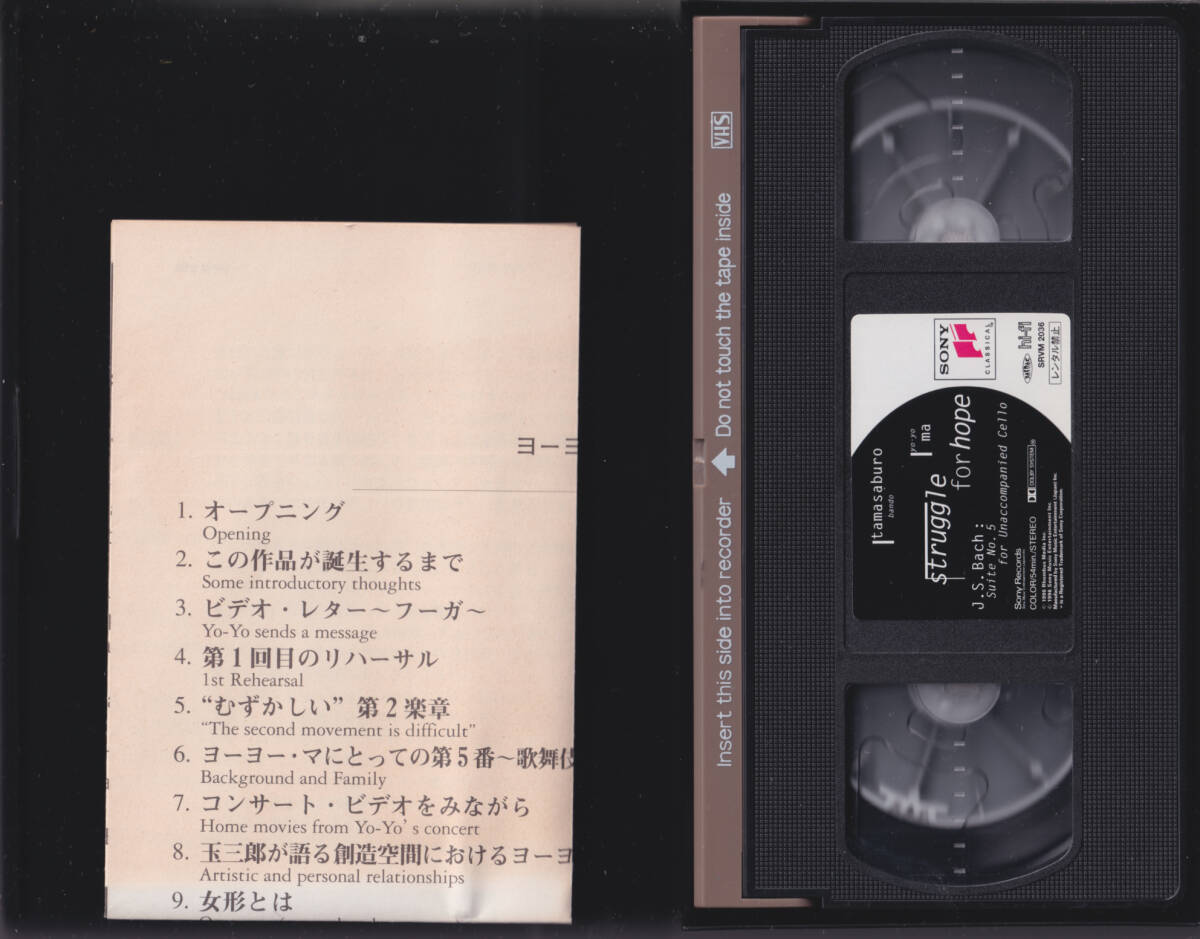 ヨーヨ
1. オープニング
Opening
2. この作品が誕生するまで
Some introductory thoughts
3. ビデオ・レター～フーガ～
Yo-Yo sends a message
4. 第1回目のリハーサル
1st Rehearsal
5. “むずかしい” 第2楽章
“The second movement is difficult”
6. ヨーヨー・マにとっての第5番～歌舞伎
Background and Family
7. コンサート・ビデオをみながら
Home movies from Yo-Yo's concert
8. 玉三郎が語る創造空間におけるヨーヨ
Artistic and personal relationships
9. 女形とは
VHS
Do not touch the tape inside
Insert this side into recorder
SONY
CLASSICAL
hi-fi
SRVM 2036
レンタル禁止
tamasaburo
bando
yo-yo
ma
struggle
for hope
J.S.Bach:
Suite No.5
for Unaccompanied Cello
Sony Records
COLOR/54min./STEREO
DOLBY SYSTEM